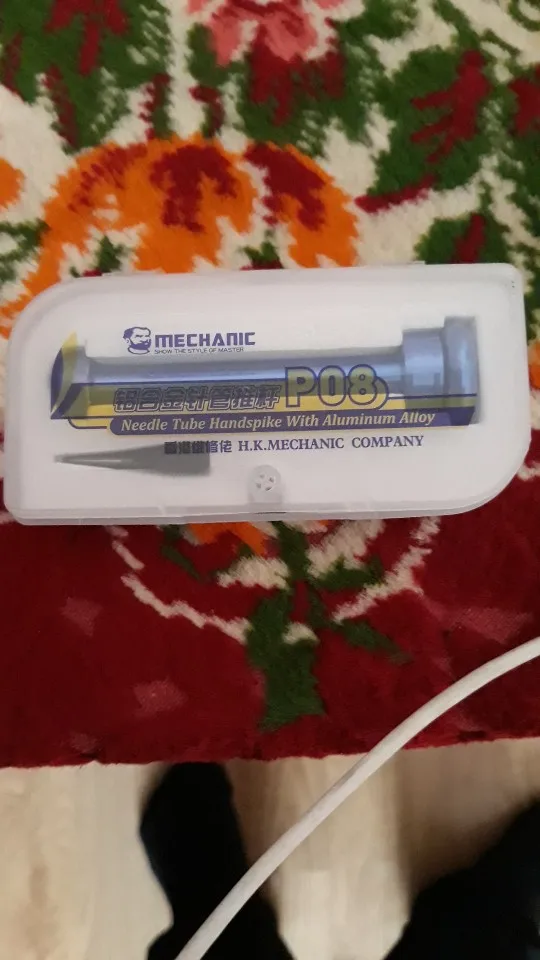 MECHANIC
SHOW THE STYLE OF MASTER
铝合金针管推杆 P08
Needle Tube Handspike With Aluminum Alloy
香港维修佬 H.K.MECHANIC COMPANY